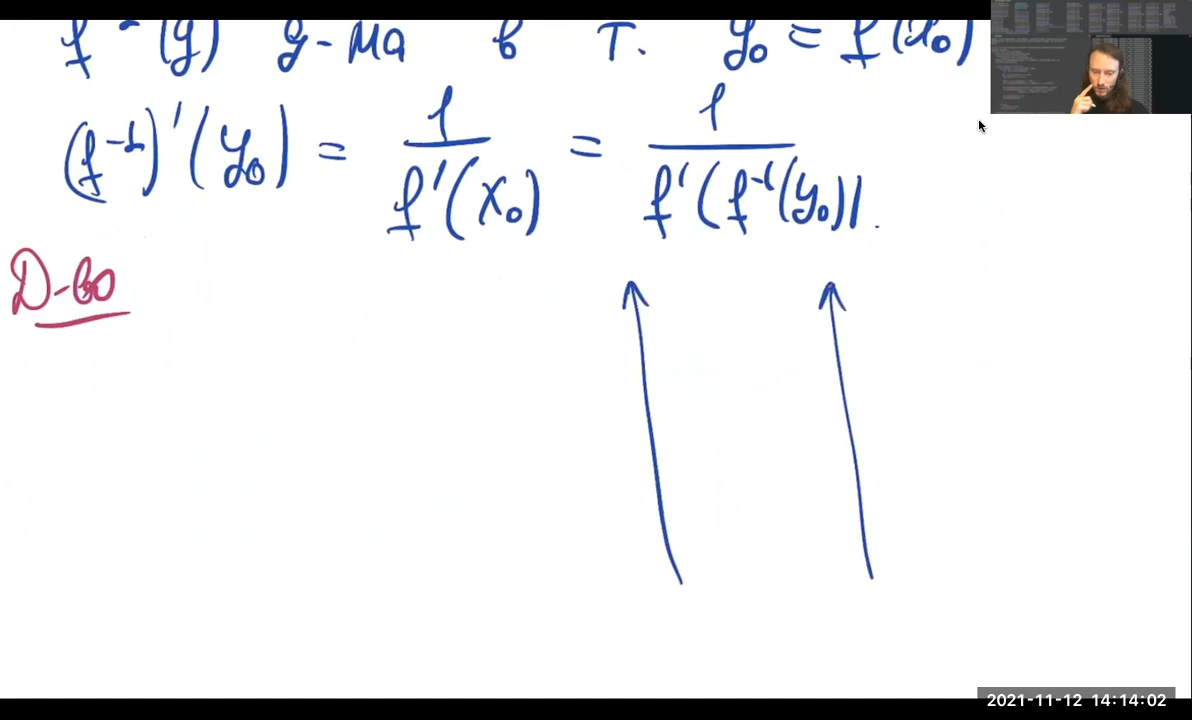 f⁻¹(y) g-ма в т. y₀ = f(x₀)
(f⁻¹)'(y₀) = 1/f'(x₀) = 1/f'(f⁻¹(y₀)).
Д-во
2021-11-12 14:14:02